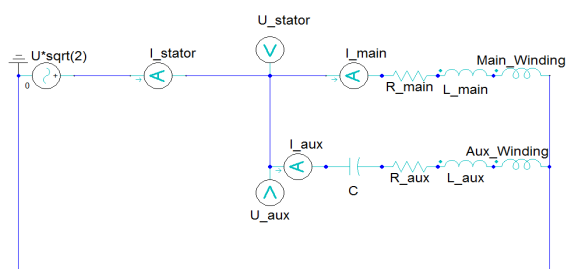 U_stator
U*sqrt(2)
I_stator
I_main
Main_Winding
0
A
V
A
R_main
L_main
I_aux
Aux_Winding
A
V
C
R_aux
L_aux
U_aux